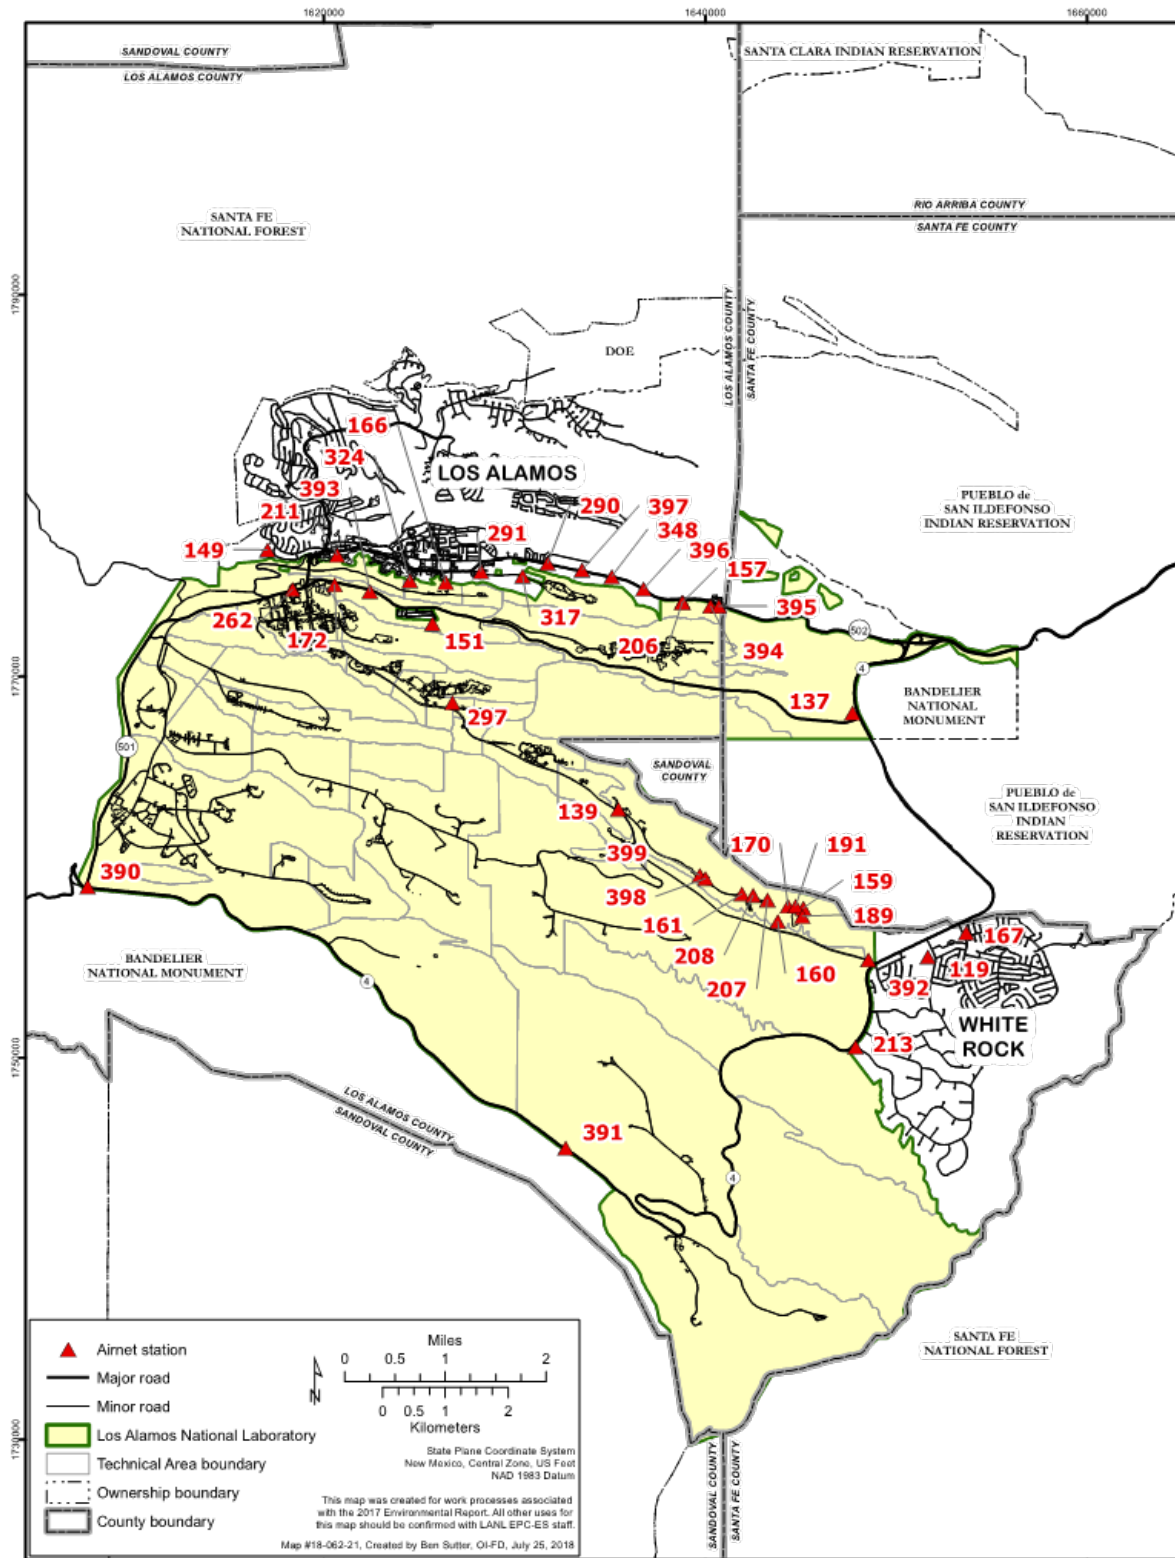 1620000
1640000
1660000
SANDOVAL COUNTY
LOS ALAMOS COUNTY
SANTA CLARA INDIAN RESERVATION
RIO ARRIBA COUNTY
SANTA FE COUNTY
SANTA FE
NATIONAL FOREST
1790000
LOS ALAMOS COUNTY
SANTA FE COUNTY
DOE
166
324
393
LOS ALAMOS
211
290
397
291
348
149
396
157
PUEBLO de
SAN ILDEFONSO
INDIAN RESERVATION
262
172
151
317
206
395
394
502
4
1770000
137
BANDELIER
NATIONAL
MONUMENT
297
501
SANDOVAL
COUNTY
139
PUEBLO de
SAN ILDEFONSO
INDIAN
RESERVATION
399
170
191
390
398
159
161
189
208
167
207
160
392
119
BANDELIER
NATIONAL MONUMENT
4
WHITE
ROCK
213
1750000
LOS ALAMOS COUNTY
SANDOVAL COUNTY
391
4
SANTA FE
NATIONAL FOREST
1730000
SANDOVAL COUNTY
SANTA FE COUNTY
Airnet station
Major road
Minor road
Los Alamos National Laboratory
Technical Area boundary
Ownership boundary
County boundary
Miles
0 0.5 1 2
N
0 0.5 1 2
Kilometers
State Plane Coordinate System
New Mexico, Central Zone, US Feet
NAD 1983 Datum
This map was created for work processes associated
with the 2017 Environmental Report. All other uses for
this map should be confirmed with LANL EPC-ES staff.
Map #18-062-21, Created by Ben Sutter, OI-FD, July 25, 2018